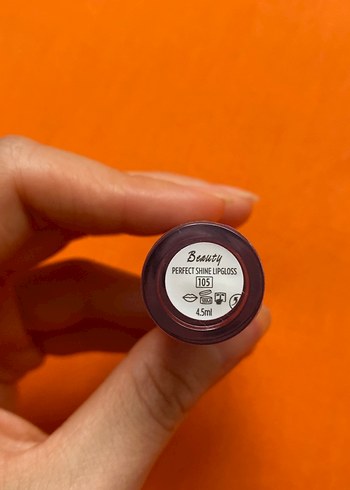 Beauty
PERFECT SHINE LIPGLOSS
105
4.5ml